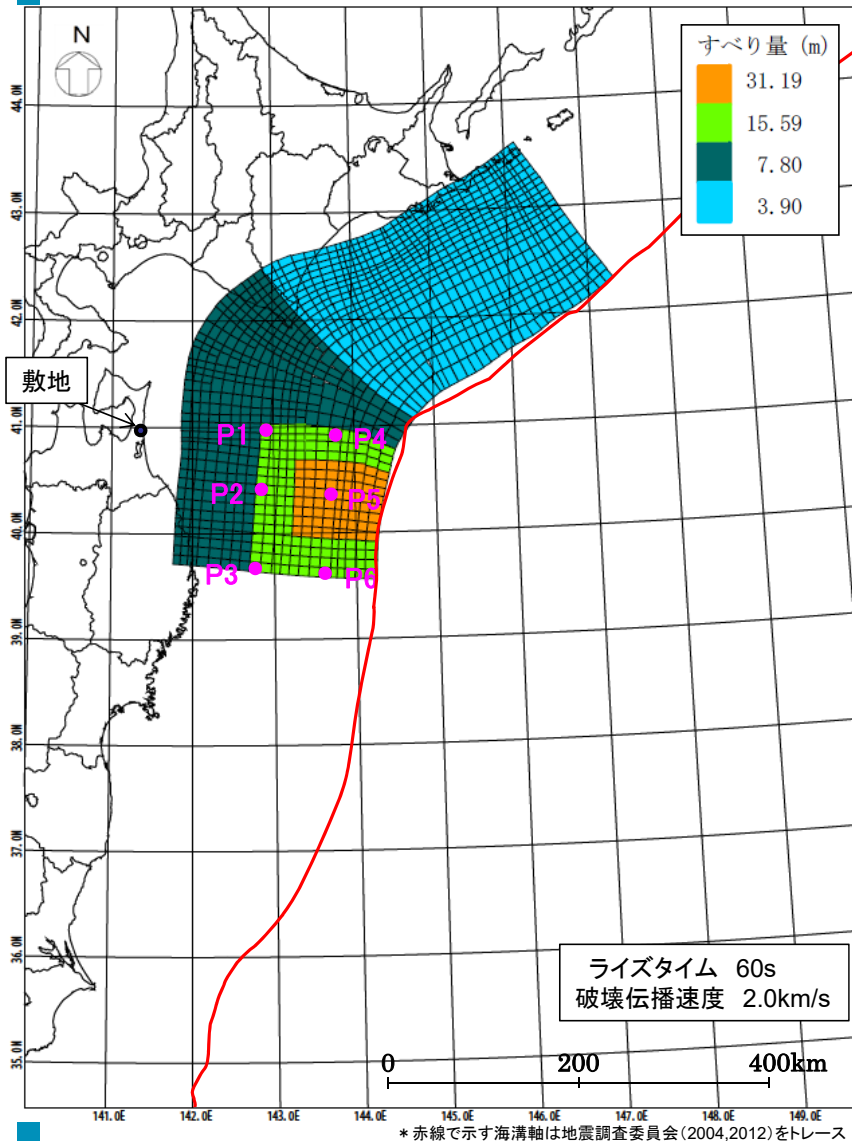 N
すべり量 (m)
31.19
15.59
7.80
3.90
44.0N
43.0N
42.0N
敷地
41.0N
P1
P4
P2
P5
40.0N
P3
P6
39.0N
38.0N
37.0N
36.0N
ライズタイム 60s
破壊伝播速度 2.0km/s
35.0N
0 200 400km
141.0E 142.0E 143.0E 144.0E 145.0E 146.0E 147.0E 148.0E 149.0E
*赤線で示す海溝軸は地震調査委員会(2004,2012)をトレース